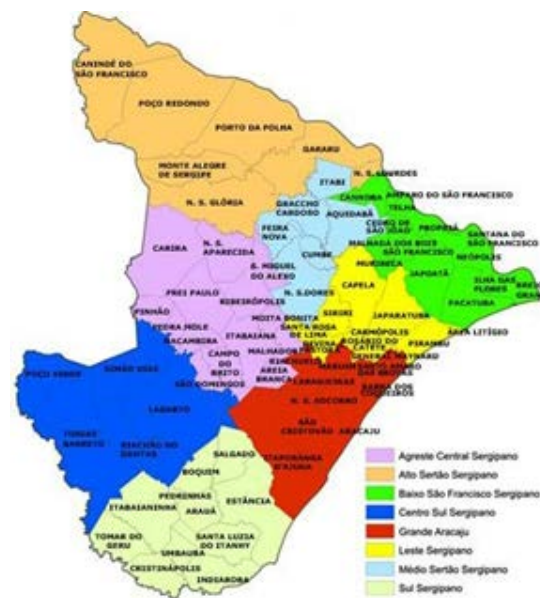 CANINDÉ DO
SÃO FRANCISCO
POÇO REDONDO
PORTO DA FOLHA
GARARU
MONTE ALEGRE
DE SERGIPE
N. S. LOURDES
ITABI
N. S. GLÓRIA
GRACCHO
CARDOSO
CANHOBA
AMPARO DO SÃO FRANCISCO
TELHA
AQUIDABÃ
CEDRO DE
SÃO JOÃO
PROPRIÁ
FEIRA
NOVA
SANTANA DO
SÃO FRANCISCO
CARIRA
N. S.
APARECIDA
CUMBE
MALHADA DOS BOIS
SÃO FRANCISCO
NEÓPOLIS
MURIBECA
JAPOATÃ
S. MIGUEL
DO ALEIXO
ILHA DAS
FLORES
CAPELA
PACATUBA
FREI PAULO
RIBEIRÓPOLIS
N. S.DORES
PINHÃO
SIRIRI
JAPARATUBA
MOITA BONITA
PEDRA MOLE
SANTA ROSA
DE LIMA
CARMÓPOLIS
ÁREA LITÍGIO
MACAMBIRA
ITABAIANA
ROSÁRIO DO
CATETE
PIRAMBU
GENERAL MAYNARD
MALHADOR
CAMPO
DO
BRITO
AREIA
BRANCA
SÃO DOMINGOS
LARANJEIRAS
BARRA DOS
COQUEIROS
POÇO VERDE
SIMÃO DIAS
N. S. SOCORRO
LAGARTO
SÃO
CRISTÓVÃO
ARACAJU
TOBIAS
BARRETO
RIACHÃO DO
DANTAS
ITAPORANGA
D'AJUDA
SALGADO
BOQUIM
PEDRINHAS
ITABAIANINHA
ARAUÁ
ESTÂNCIA
TOMAR DO
GERU
SANTA LUZIA
DO ITANHY
UMBAUBA
CRISTINÁPOLIS
INDIAROBA
Agreste Central Sergipano
Alto Sertão Sergipano
Baixo São Francisco Sergipano
Centro Sul Sergipano
Grande Aracaju
Leste Sergipano
Médio Sertão Sergipano
Sul Sergipano